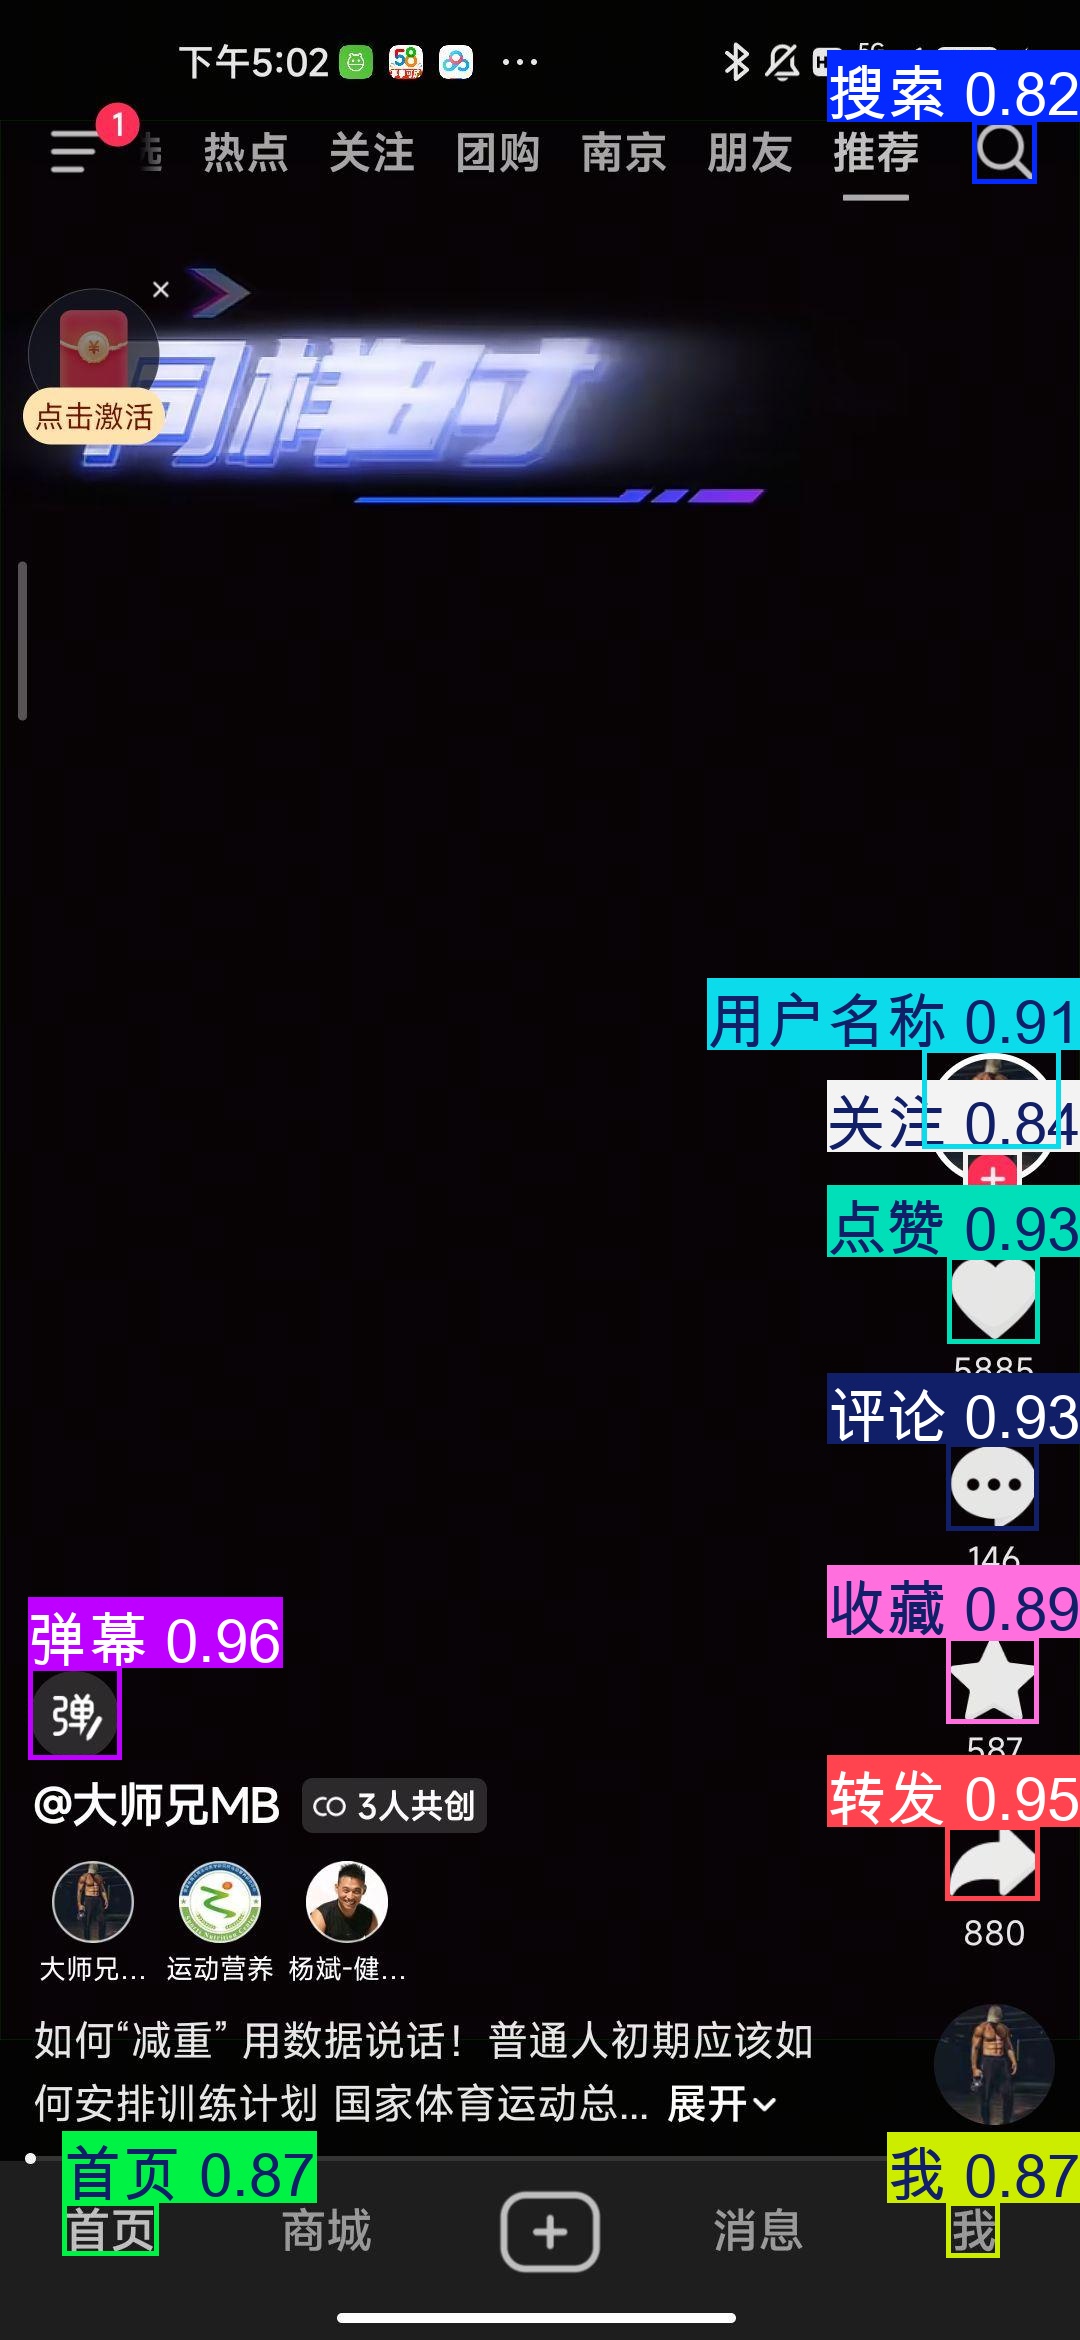 下午5:02
58
搜索 0.82
1
热点 关注 团购 南京 朋友 推荐
点击激活
同样时
用户名称 0.91
关注 0.84
点赞 0.93
5885
评论 0.93
146
收藏 0.89
587
弹幕 0.96
弹
转发 0.95
880
@大师兄MB
3人共创
大师兄... 运动营养 杨斌-健...
如何“减重” 用数据说话！普通人初期应该如
何安排训练计划 国家体育运动总... 展开
首页 0.87
我 0.87
首页 商城 消息 我